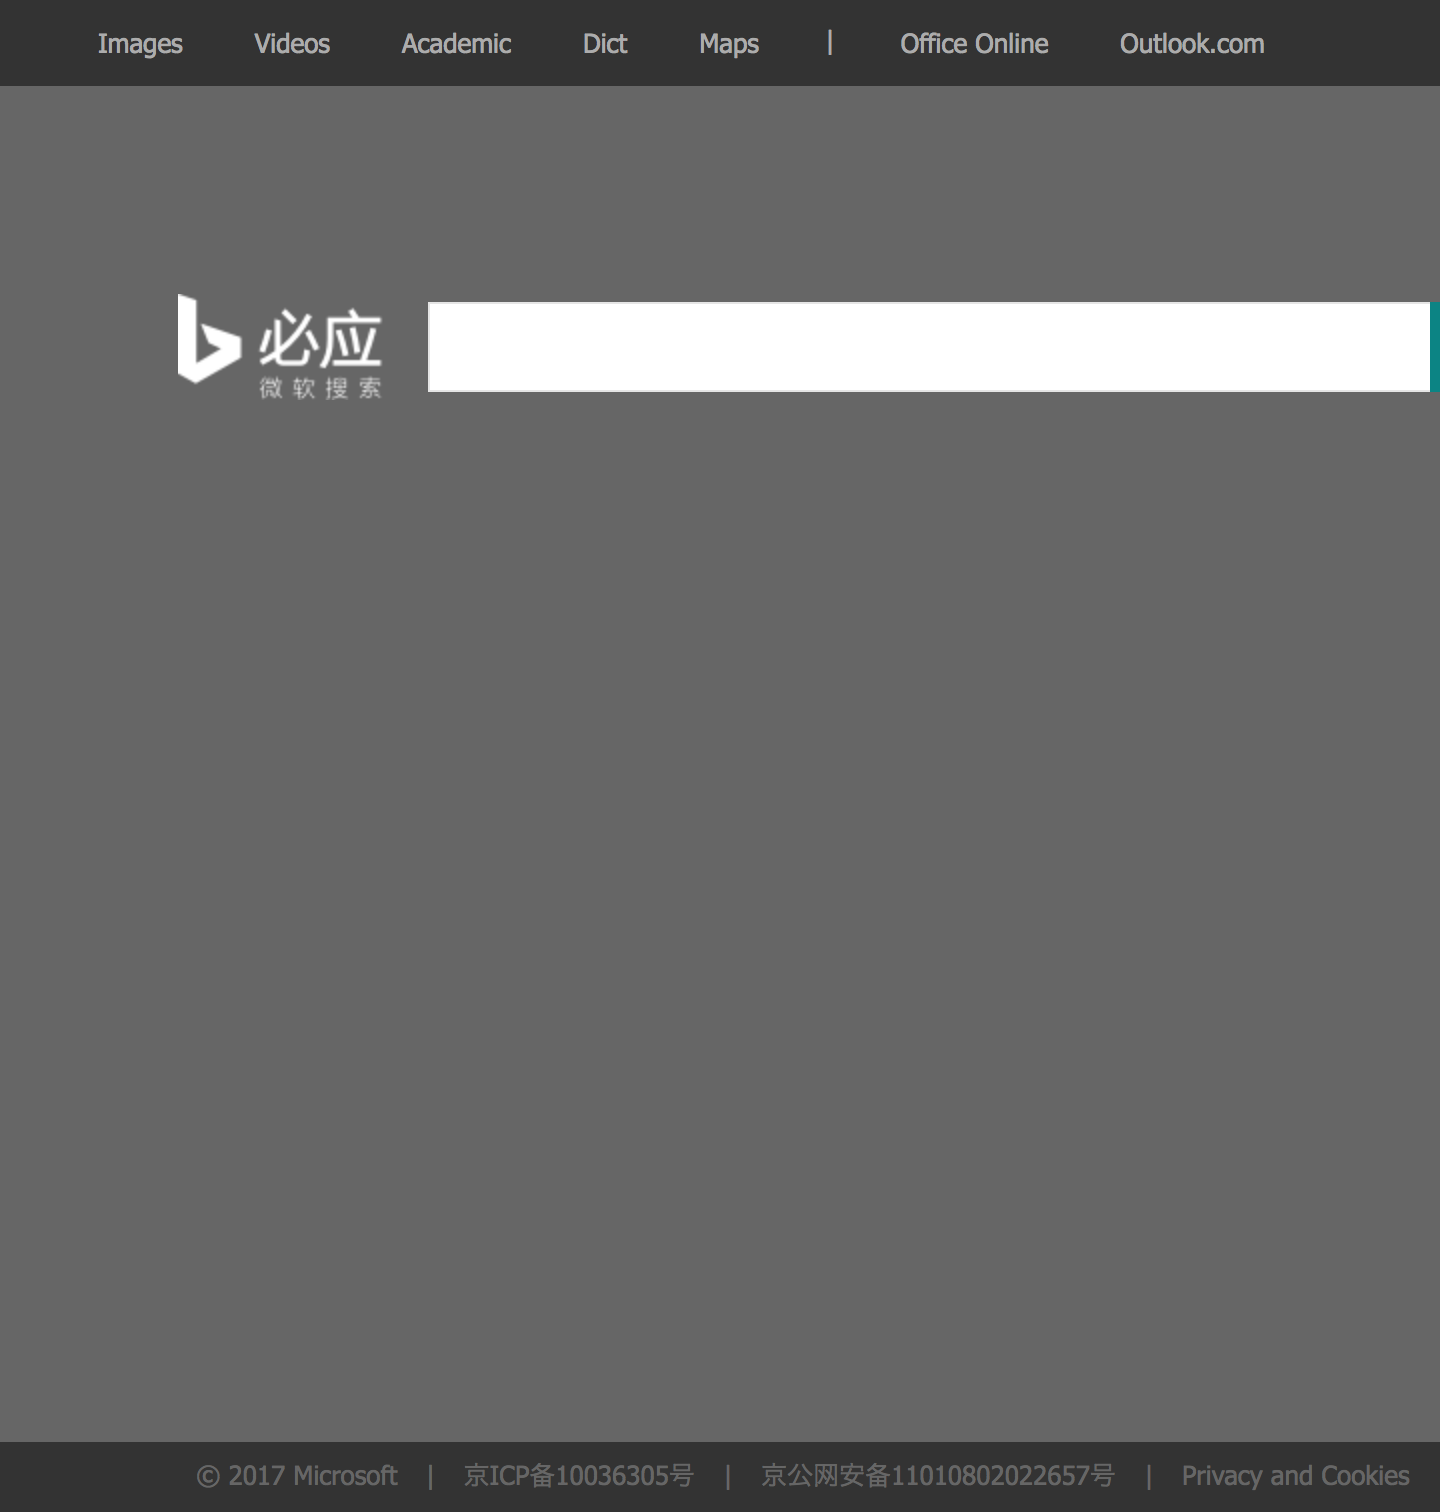 Images Videos Academic Dict Maps | Office Online Outlook.com
必应
微软搜索
© 2017 Microsoft | 京ICP备10036305号 | 京公网安备11010802022657号 | Privacy and Cookies